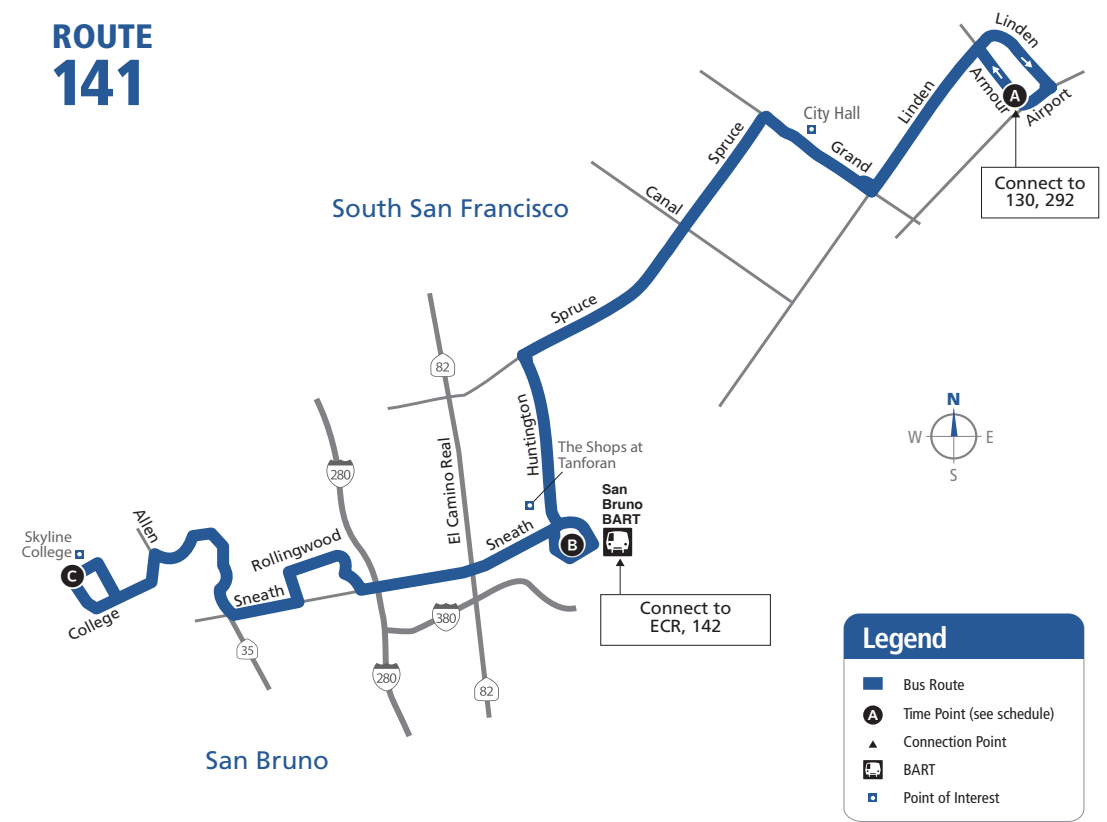 ROUTE
141
Linden
Armour
A
Airport
Linden
Connect to
130, 292
City Hall
Grand
Spruce
Canal
South San Francisco
Spruce
82
Huntington
El Camino Real
The Shops at
Tanforan
N
W
E
S
280
San
Bruno
BART
B
Sneath
Connect to
ECR, 142
Skyline
College
C
Allen
Rollingwood
Sneath
College
35
380
280
82
San Bruno
Legend
Bus Route
A
Time Point (see schedule)
Connection Point
BART
Point of Interest